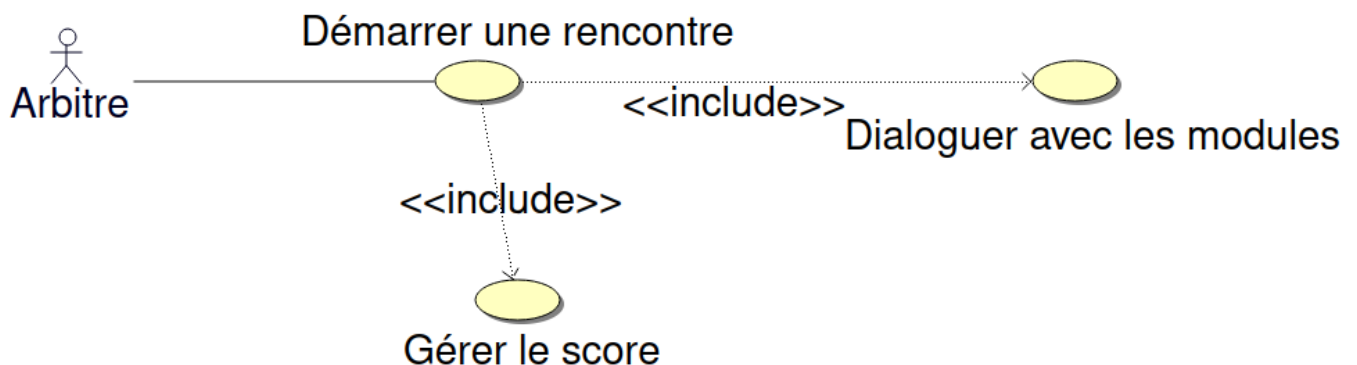 Démarrer une rencontre
Arbitre
<<include>>
Dialoguer avec les modules
<<include>>
Gérer le score